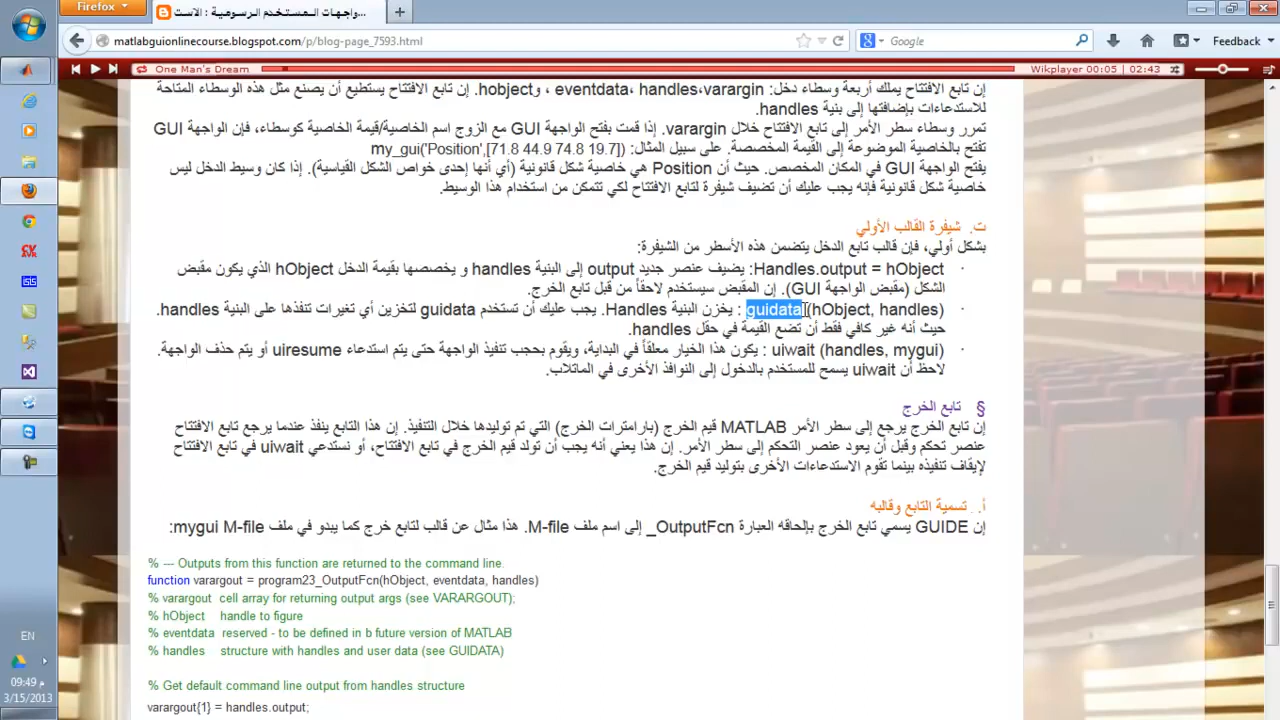 Firefox
واجهات المستخدم الرسومية : الاست...
matlabguionlinecourse.blogspot.com/p/blog-page_7593.html
Google
Feedback
One Man's Dream
Wikplayer 00:05 | 02:43
إن تابع الافتتاح يملك أربعة وسطاء دخل: hobject، و eventdata, handles،varargin. إن تابع الافتتاح يستطيع أن يصنع مثل هذه الوسطاء المتاحة
للاستدعاءات بإضافتها إلى بنية handles.
تمرر وسطاء سطر الأمر إلى تابع الافتتاح خلال varargin. إذا قمت بفتح الواجهة GUI مع الزوج اسم الخاصية/قيمة الخاصية كوسطاء، فإن الواجهة GUI
تفتح بالخاصية الموضوعة إلى القيمة المخصصة. على سبيل المثال: my_gui('Position',[71.8 44.9 74.8 19.7])
يفتح الواجهة GUI في المكان المخصص. حيث أن Position هي خاصية شكل قانونية (أي أنها إحدى خواص الشكل القياسية). إذا كان وسيط الدخل ليس
خاصية شكل قانونية فإنه يجب عليك أن تضيف شيفرة لتابع الافتتاح لكي تتمكن من استخدام هذا الوسيط.
ت. شيفرة القالب الأولي
بشكل أولي، فإن قالب تابع الدخل يتضمن هذه الأسطر من الشيفرة:
· Handles.output = hObject: يضيف عنصر جديد output إلى البنية handles و يخصصها بقيمة الدخل hObject الذي يكون مقبض
الشكل (مقبض الواجهة GUI). إن المقبض سيستخدم لاحقاً من قبل تابع الخرج.
· guidata(hObject, handles) : يخزن البنية Handles. يجب عليك أن تستخدم guidata لتخزين أي تغيرات تنفذها على البنية handles.
حيث أنه غير كافي فقط أن تضع القيمة في حقل handles.
· uiwait (handles, mygui) : يكون هذا الخيار معلقاً في البداية، ويقوم بحجب تنفيذ الواجهة حتى يتم استدعاء uiresume أو يتم حذف الواجهة.
لاحظ أن uiwait يسمح للمستخدم بالدخول إلى النوافذ الأخرى في الماتلاب.
§ تابع الخرج
إن تابع الخرج يرجع إلى سطر الأمر MATLAB قيم الخرج (بارامترات الخرج) التي تم توليدها خلال التنفيذ. إن هذا التابع ينفذ عندما يرجع تابع الافتتاح
عنصر تحكم وقبل أن يعود عنصر التحكم إلى سطر الأمر. إن هذا يعني أنه يجب أن تولد قيم الخرج في تابع الافتتاح، أو نستدعي uiwait في تابع الافتتاح
لإيقاف تنفيذه بينما تقوم الاستدعاءات الأخرى بتوليد قيم الخرج.
أ. تسمية التابع وقالبه
إن GUIDE يسمي تابع الخرج بإلحاقه العبارة OutputFcn_ إلى اسم ملف M-file. هذا مثال عن قالب لتابع خرج كما يبدو في ملف mygui M-file:
% --- Outputs from this function are returned to the command line.
function varargout = program23_OutputFcn(hObject, eventdata, handles)
% varargout cell array for returning output args (see VARARGOUT);
% hObject handle to figure
% eventdata reserved - to be defined in b future version of MATLAB
% handles structure with handles and user data (see GUIDATA)
% Get default command line output from handles structure
varargout{1} = handles.output;
EN
09:49 م
3/15/2013